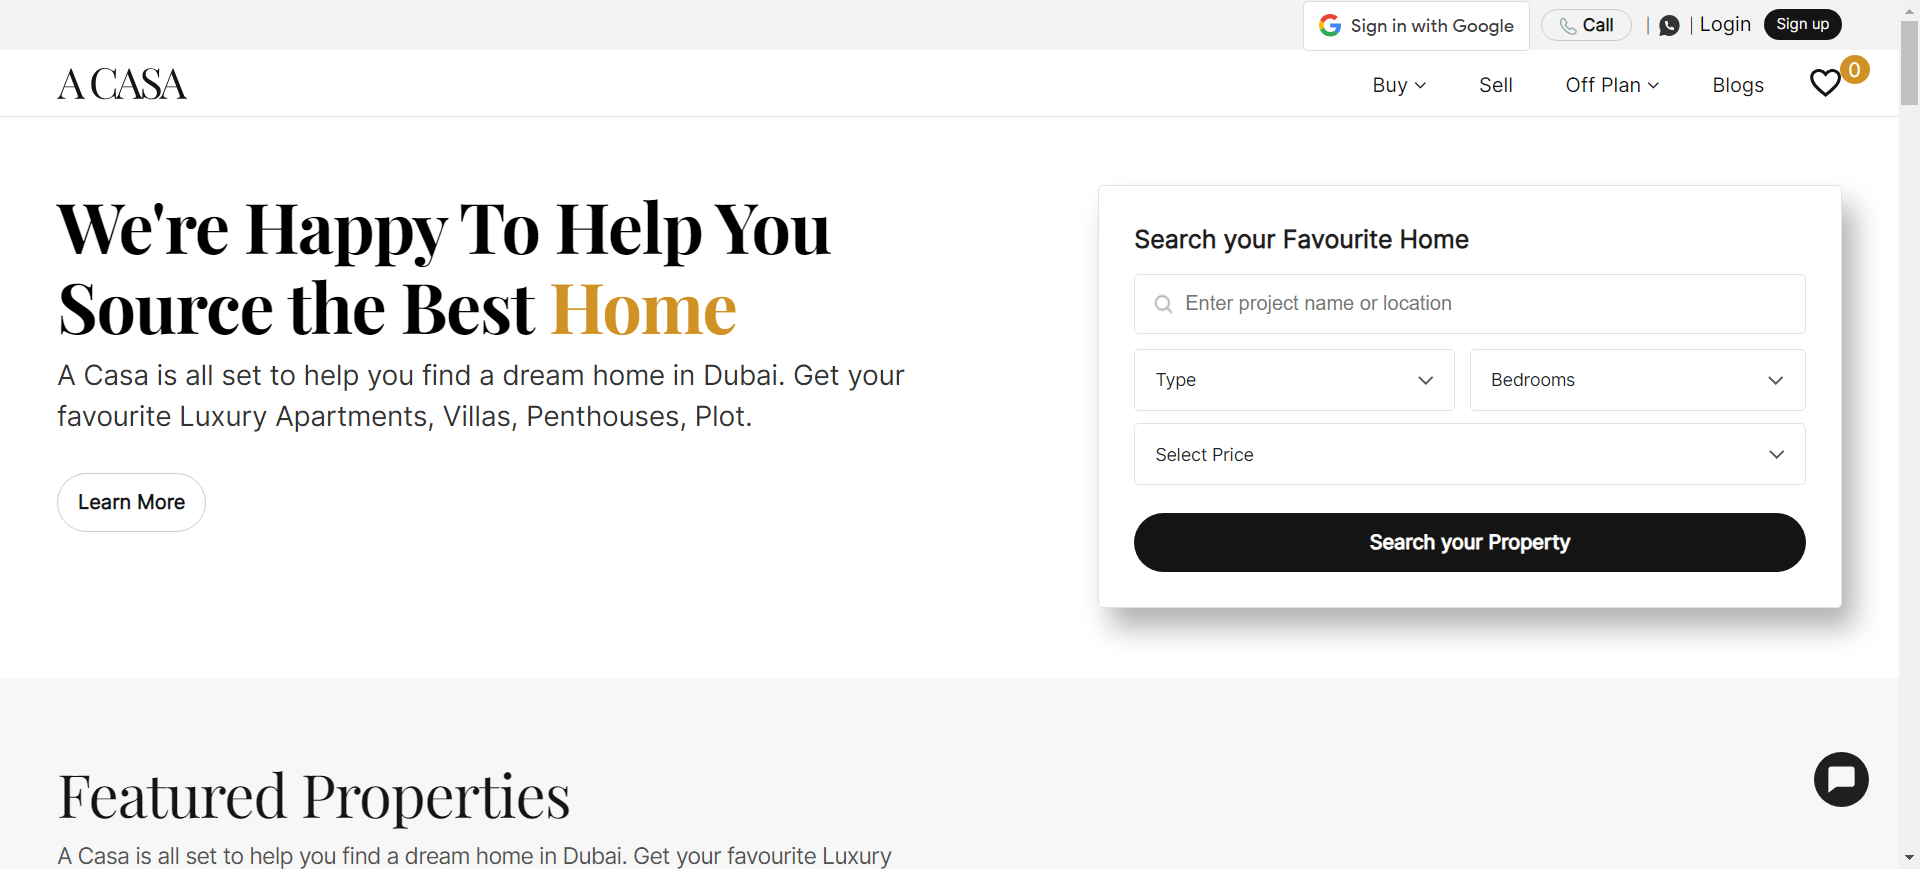 Sign in with Google
Call
| | Login
Sign up
A CASA
Buy
Sell
Off Plan
Blogs
0
We're Happy To Help You
Source the Best Home
A Casa is all set to help you find a dream home in Dubai. Get your
favourite Luxury Apartments, Villas, Penthouses, Plot.
Learn More
Search your Favourite Home
Enter project name or location
Type
Bedrooms
Select Price
Search your Property
Featured Properties
A Casa is all set to help you find a dream home in Dubai. Get your favourite Luxury